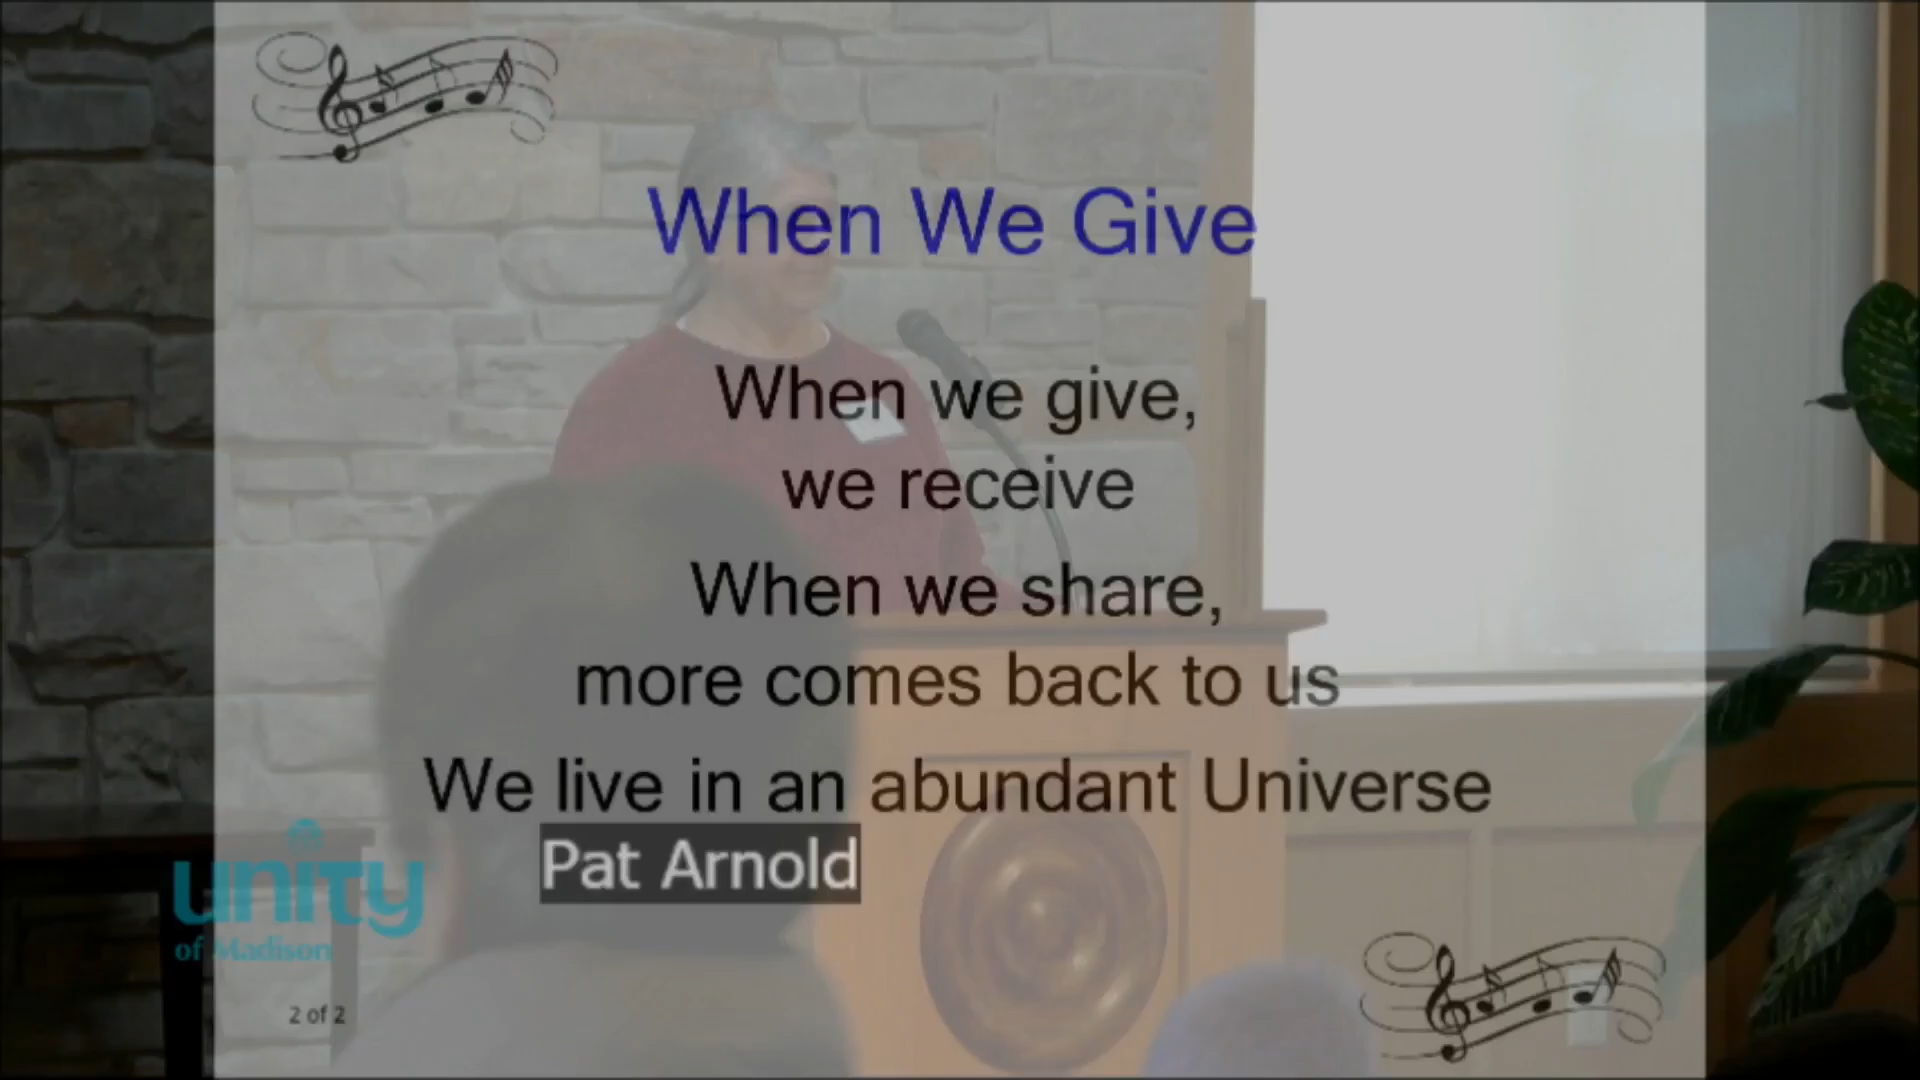 When We Give
When we give,
we receive
When we share,
more comes back to us
We live in an abundant Universe
Pat Arnold
unity
of Madison
2 of 2